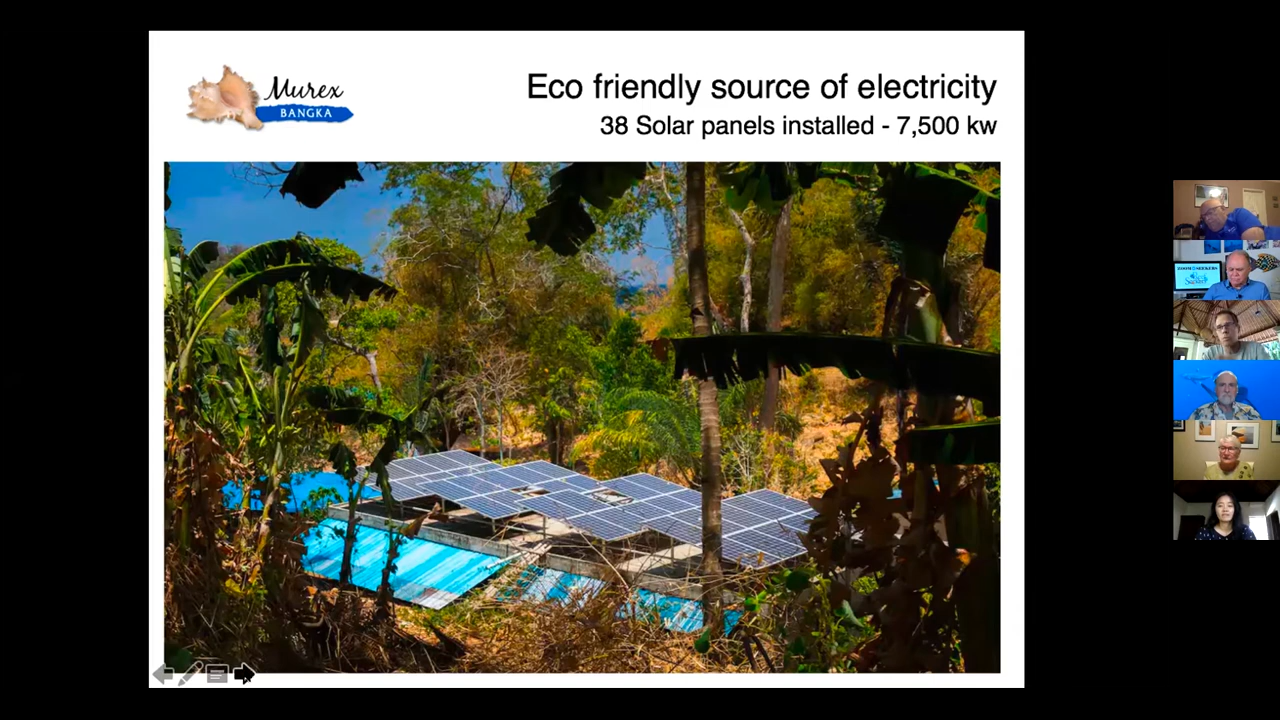 Murex
BANGKA
Eco friendly source of electricity
38 Solar panels installed - 7,500 kw